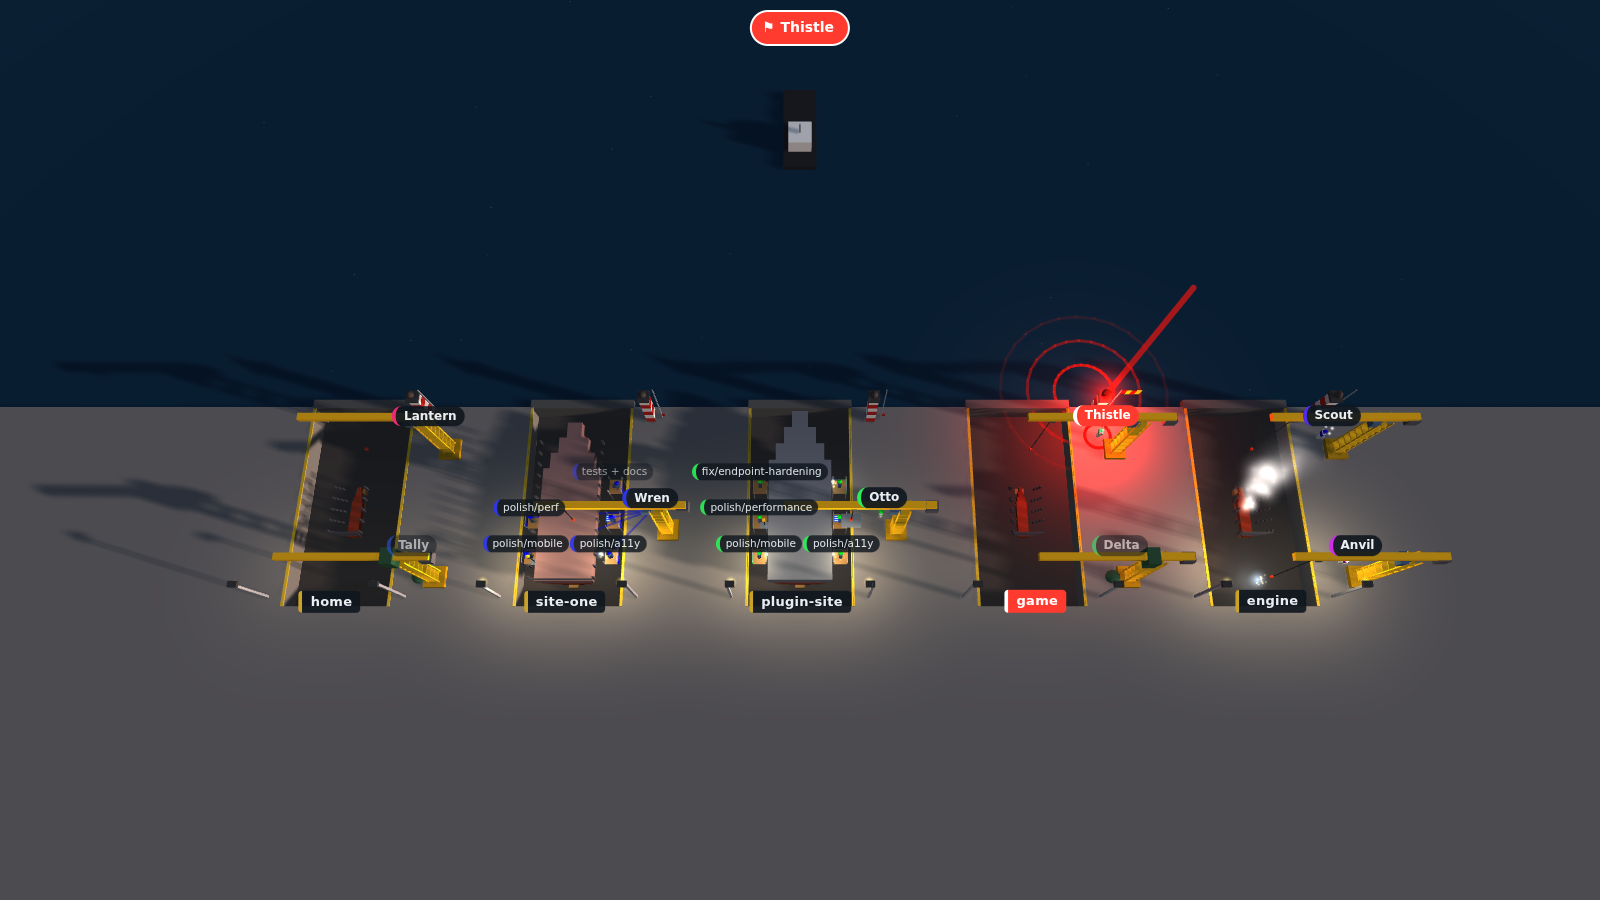 ⚑ Thistle
Lantern
Thistle
Scout
tests + docs
fix/endpoint-hardening
Wren
Otto
polish/perf
polish/performance
polish/mobile
polish/a11y
polish/mobile
polish/a11y
Tally
Delta
Anvil
home
site-one
plugin-site
game
engine